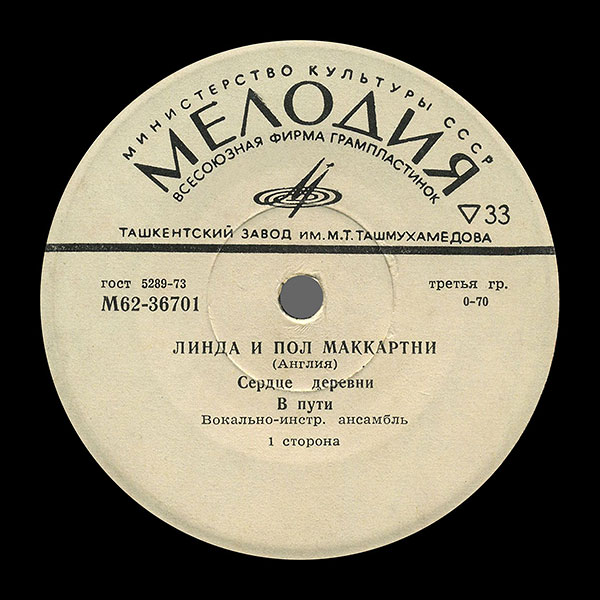 МИНИСТЕРСТВО КУЛЬТУРЫ СССР
МЕЛОДИЯ
ВСЕСОЮЗНАЯ ФИРМА ГРАМПЛАСТИНОК
▽33
ТАШКЕНТСКИЙ ЗАВОД ИМ. М.Т. ТАШМУХАМЕДОВА
гост 5289-73
М62-36701
третья гр.
0-70
ЛИНДА И ПОЛ МАККАРТНИ
(Англия)
Сердце деревни
В пути
Вокально-инстр. ансамбль
1 сторона